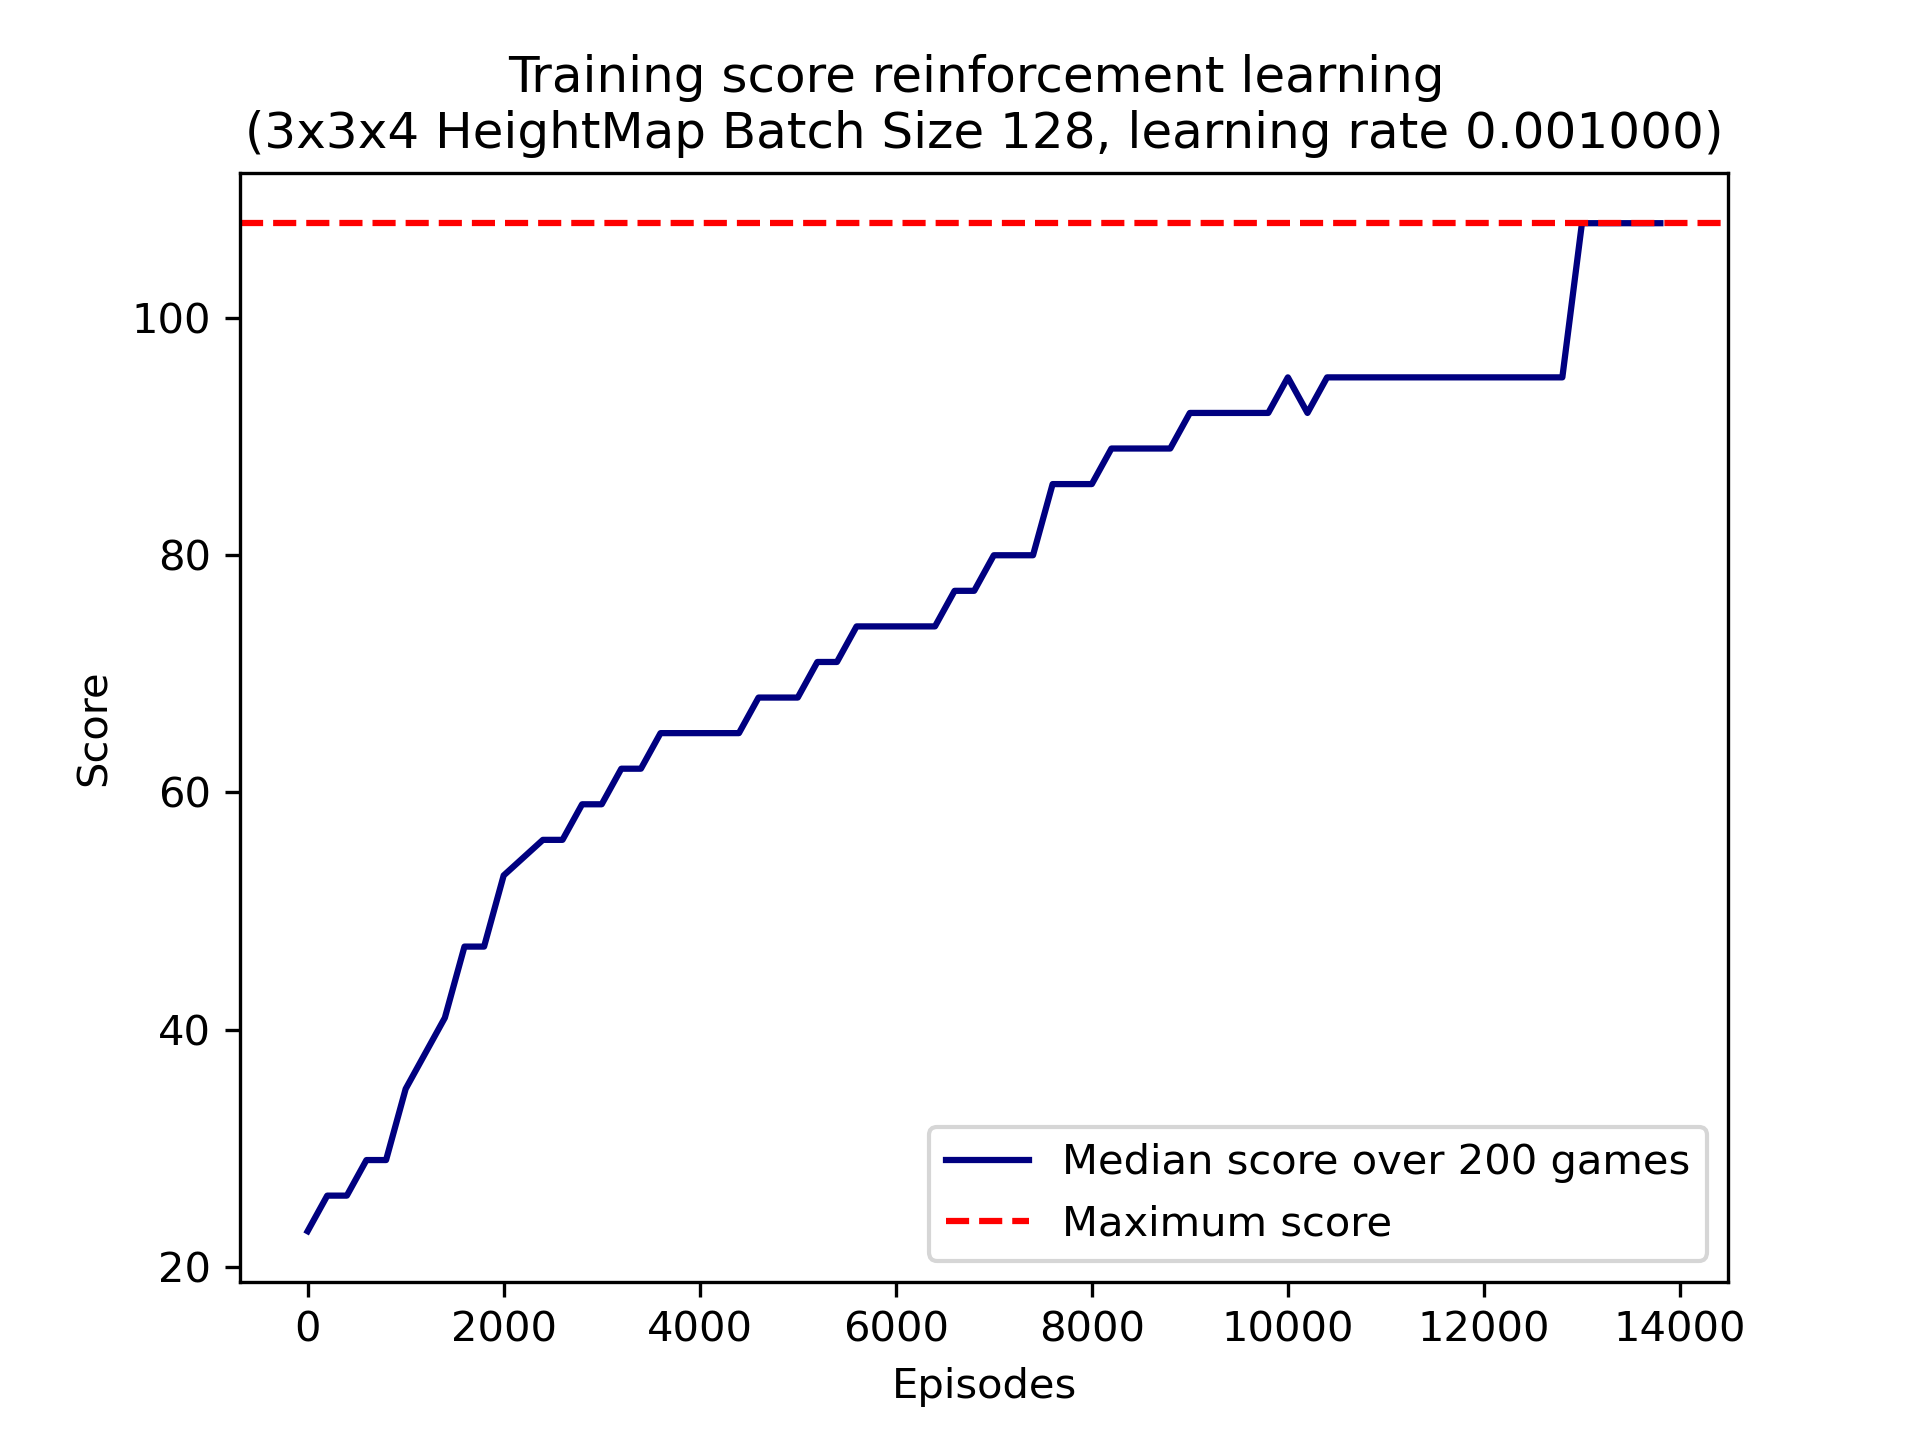 Training score reinforcement learning
(3x3x4 HeightMap Batch Size 128, learning rate 0.001000)
100
80
60
40
20
Score
Median score over 200 games
Maximum score
0 2000 4000 6000 8000 10000 12000 14000
Episodes